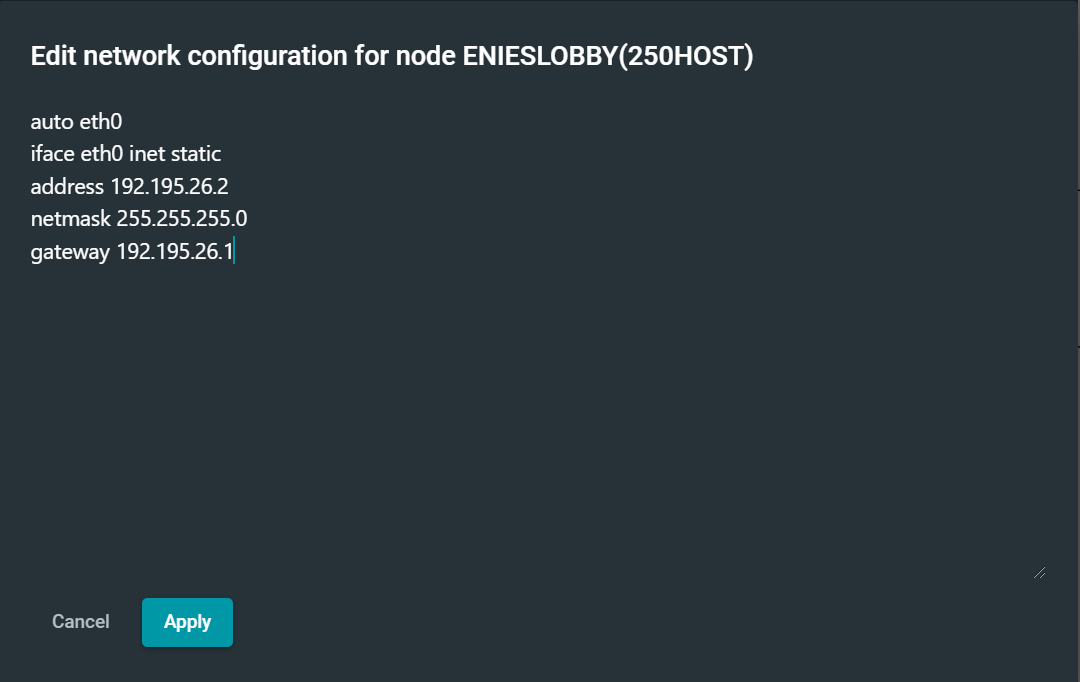 Edit network configuration for node ENIESLOBBY(250HOST)
auto eth0
iface eth0 inet static
address 192.195.26.2
netmask 255.255.255.0
gateway 192.195.26.1
Cancel
Apply